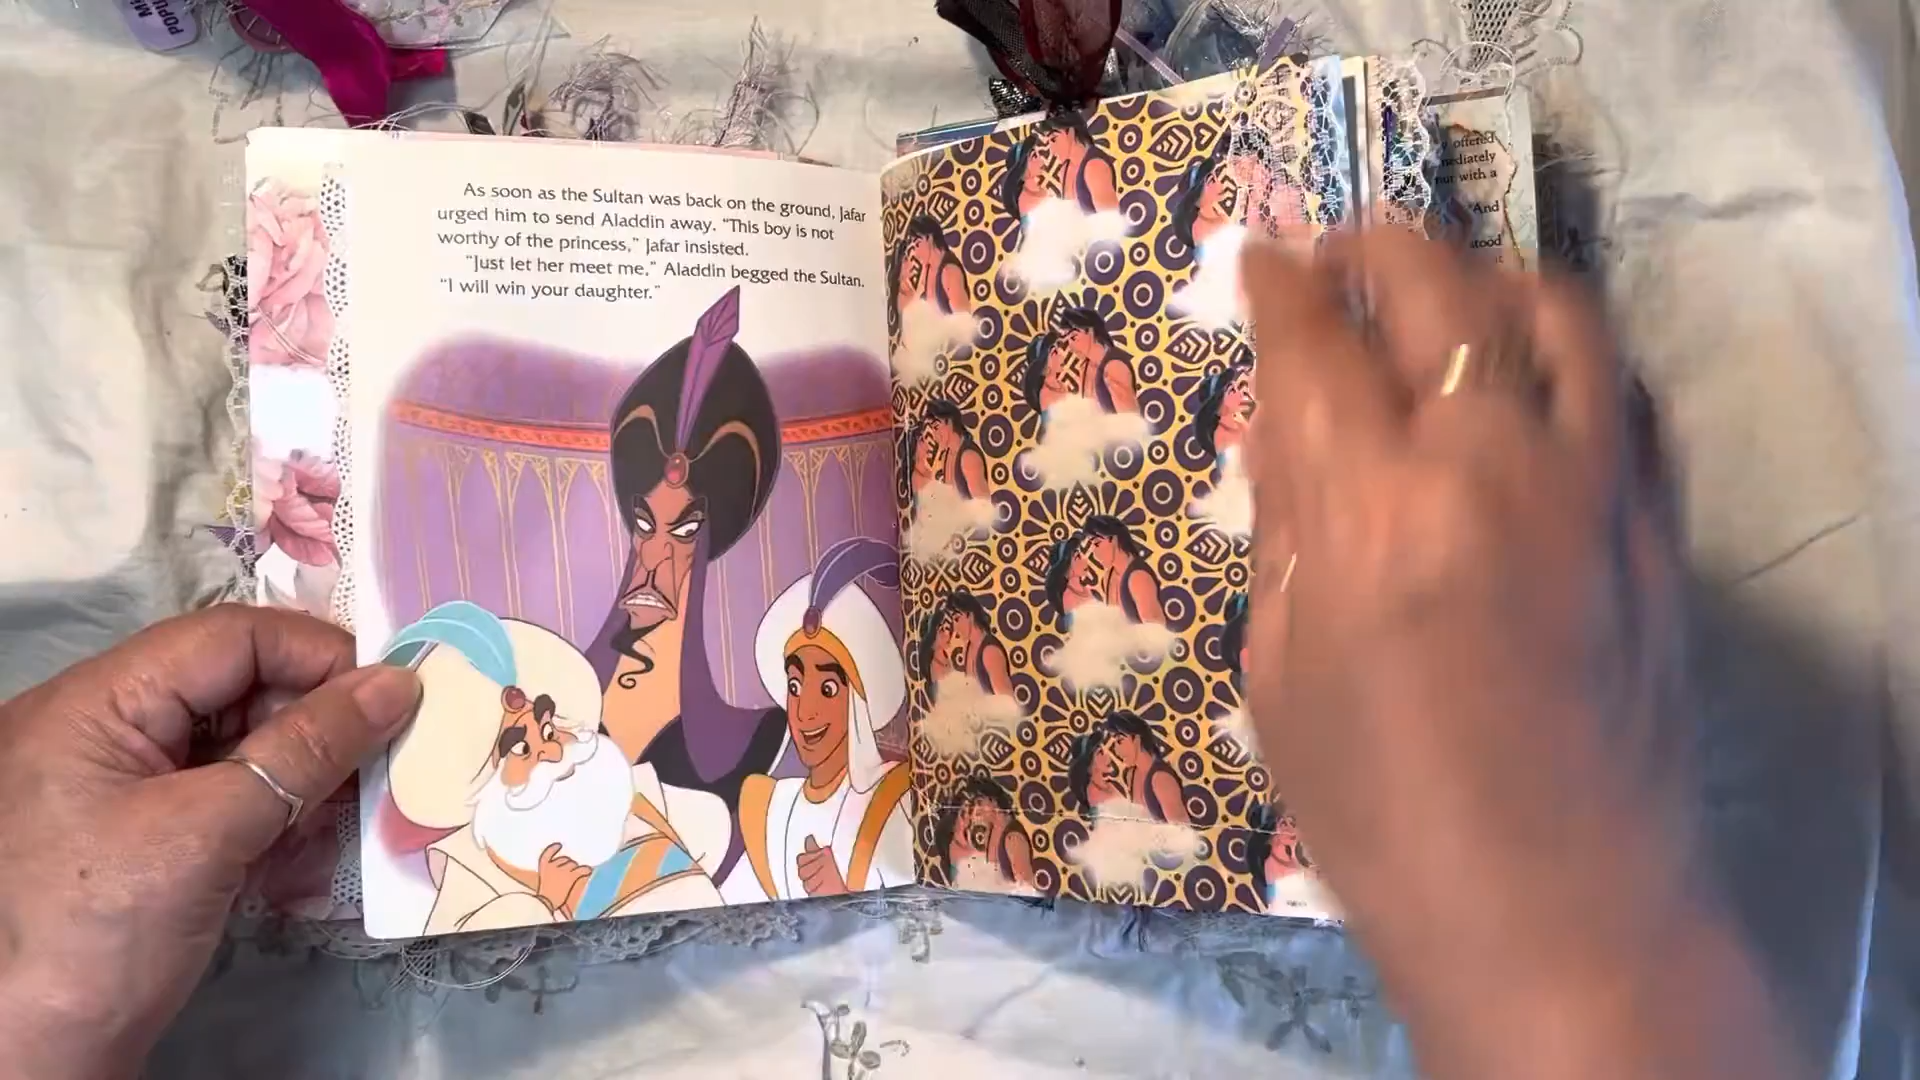 As soon as the Sultan was back on the ground, Jafar
urged him to send Aladdin away. “This boy is not
worthy of the princess,” Jafar insisted.
“Just let her meet me,” Aladdin begged the Sultan.
“I will win your daughter.”
offered
mediately
with a
"And
stood
POPU